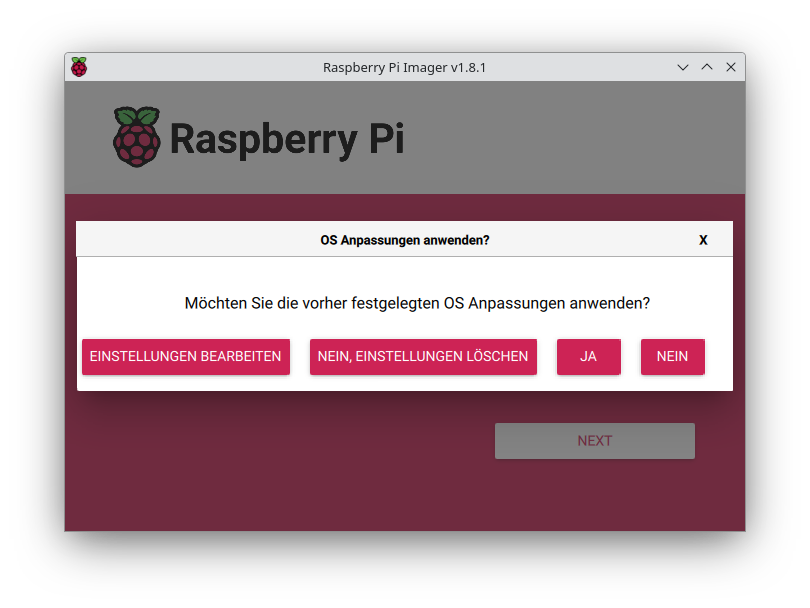 Raspberry Pi Imager v1.8.1
Raspberry Pi
OS Anpassungen anwenden?
X
Möchten Sie die vorher festgelegten OS Anpassungen anwenden?
EINSTELLUNGEN BEARBEITEN
NEIN, EINSTELLUNGEN LÖSCHEN
JA
NEIN
NEXT